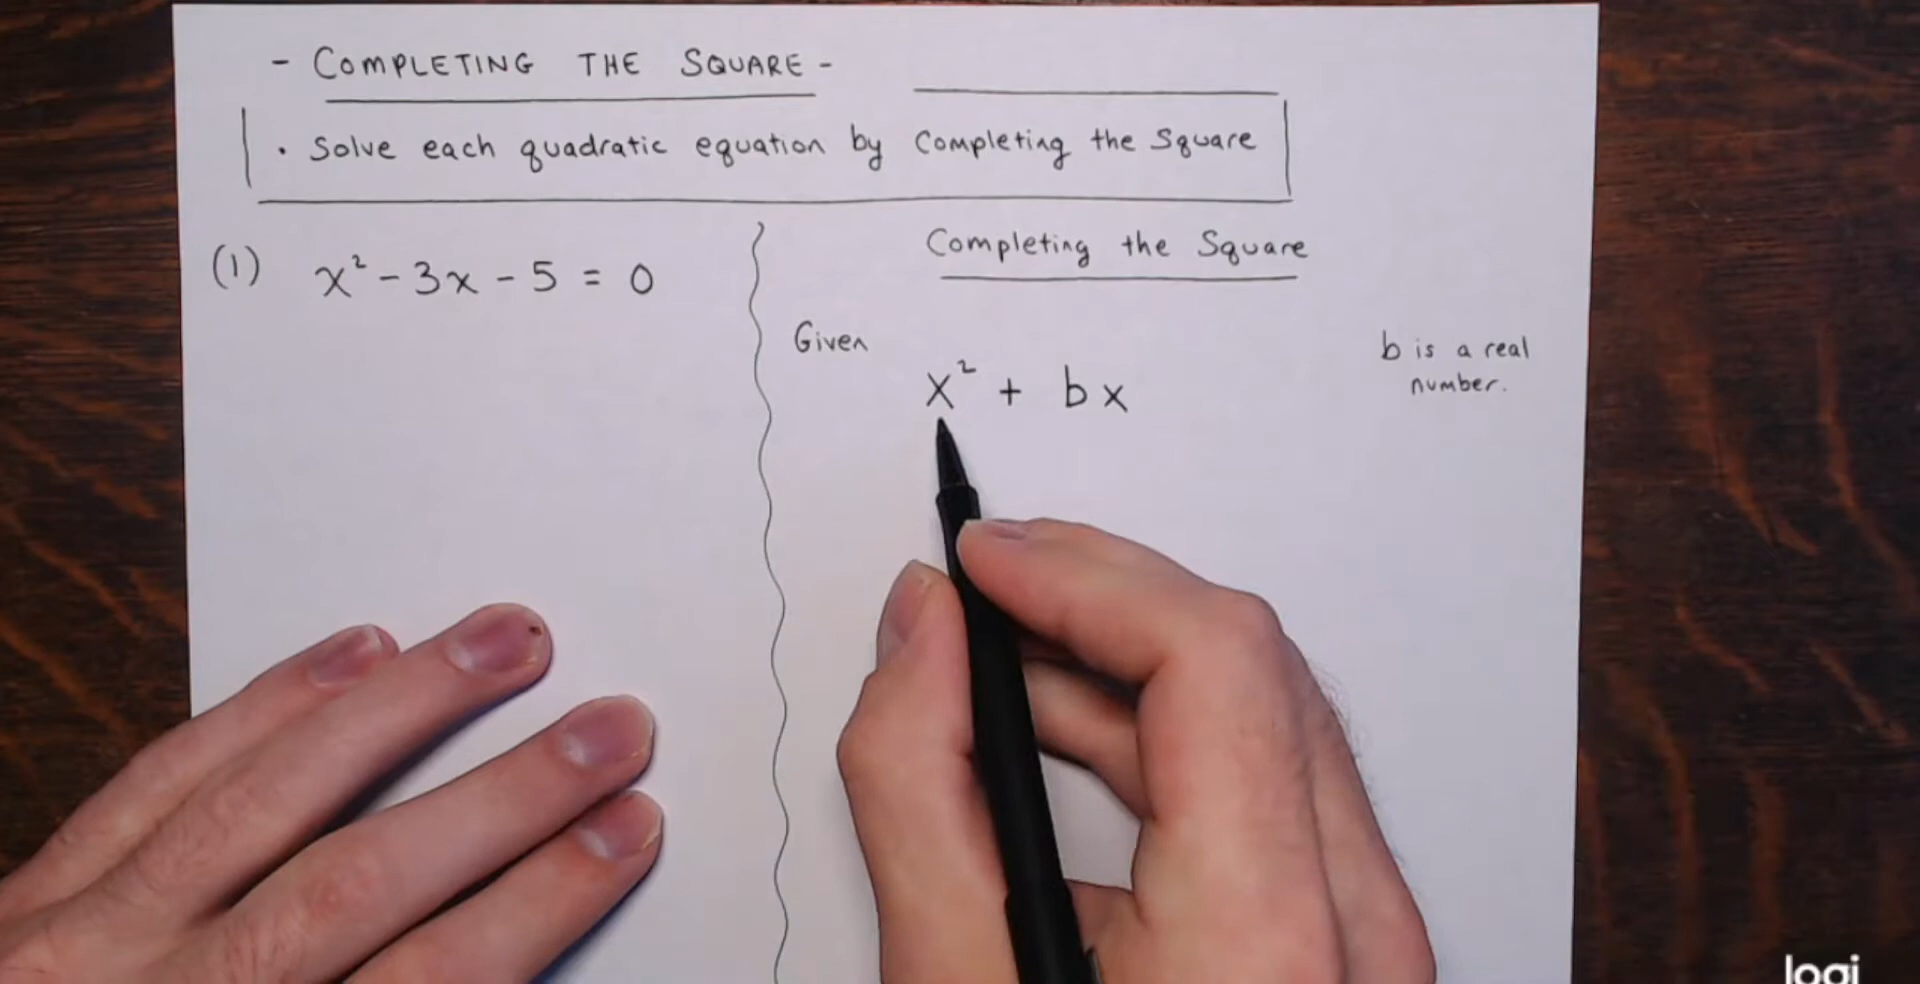 - COMPLETING THE SQUARE -
· Solve each quadratic equation by Completing the Square
(1) x² - 3x - 5 = 0
Completing the Square
Given
x² + bx
b is a real
number.
logi